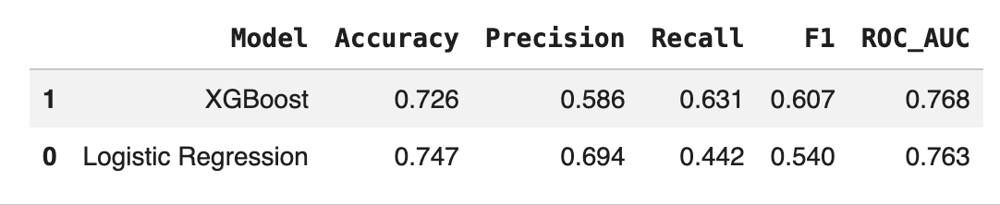 Model Accuracy Precision Recall F1 ROC_AUC
1 XGBoost 0.726 0.586 0.631 0.607 0.768
0 Logistic Regression 0.747 0.694 0.442 0.540 0.763